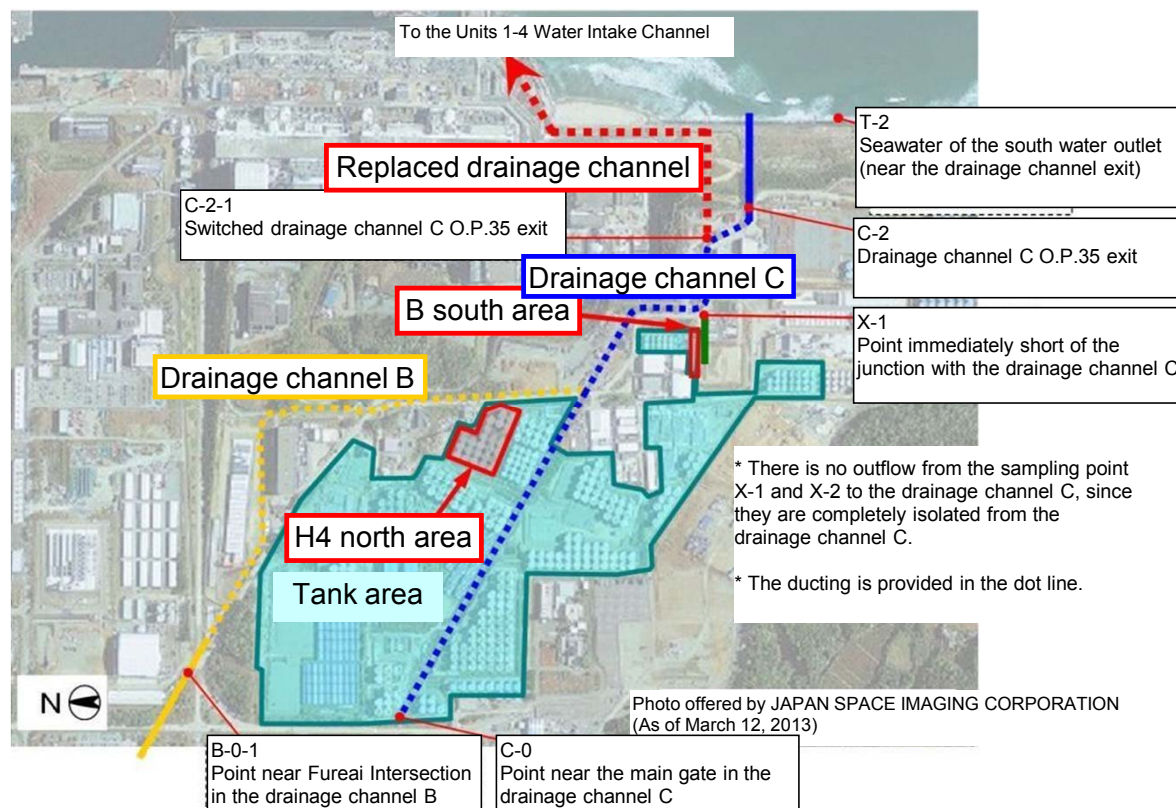 To the Units 1-4 Water Intake Channel
T-2
Seawater of the south water outlet
(near the drainage channel exit)
Replaced drainage channel
C-2-1
Switched drainage channel C O.P.35 exit
C-2
Drainage channel C O.P.35 exit
Drainage channel C
B south area
X-1
Point immediately short of the
junction with the drainage channel C
Drainage channel B
* There is no outflow from the sampling point
X-1 and X-2 to the drainage channel C, since
they are completely isolated from the
drainage channel C.
H4 north area
* The ducting is provided in the dot line.
Tank area
N
Photo offered by JAPAN SPACE IMAGING CORPORATION
(As of March 12, 2013)
B-0-1
Point near Fureai Intersection
in the drainage channel B
C-0
Point near the main gate in the
drainage channel C